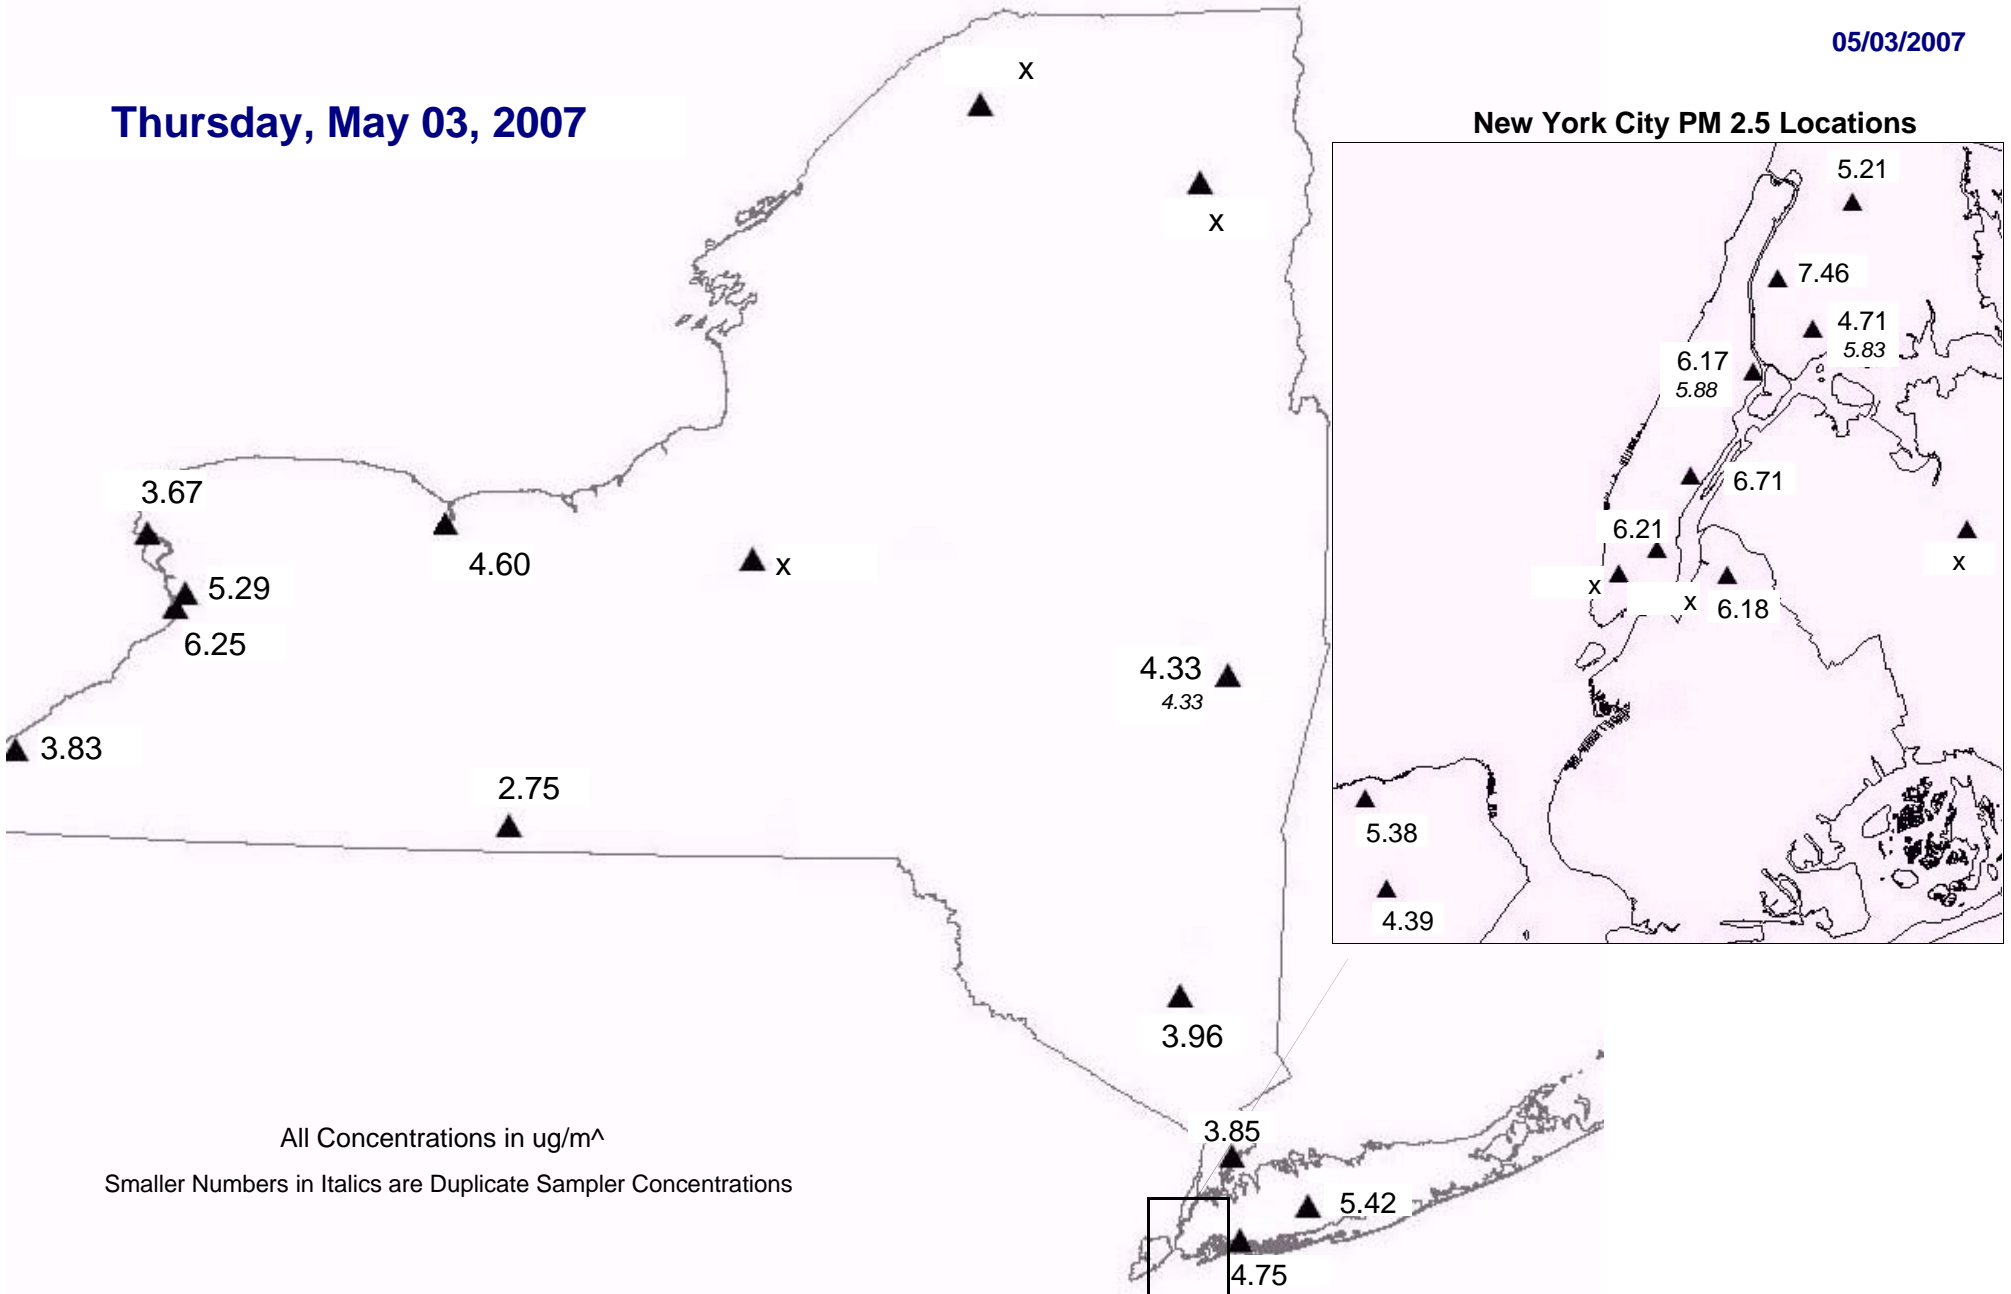 05/03/2007
Thursday, May 03, 2007
x
x
3.67
5.29
6.25
4.60
x
3.83
2.75
4.33
4.33
3.96
3.85
5.42
4.75
All Concentrations in ug/m^
Smaller Numbers in Italics are Duplicate Sampler Concentrations
New York City PM 2.5 Locations
5.21
7.46
4.71
5.83
6.17
5.88
6.71
6.21
x
x
6.18
x
5.38
4.39